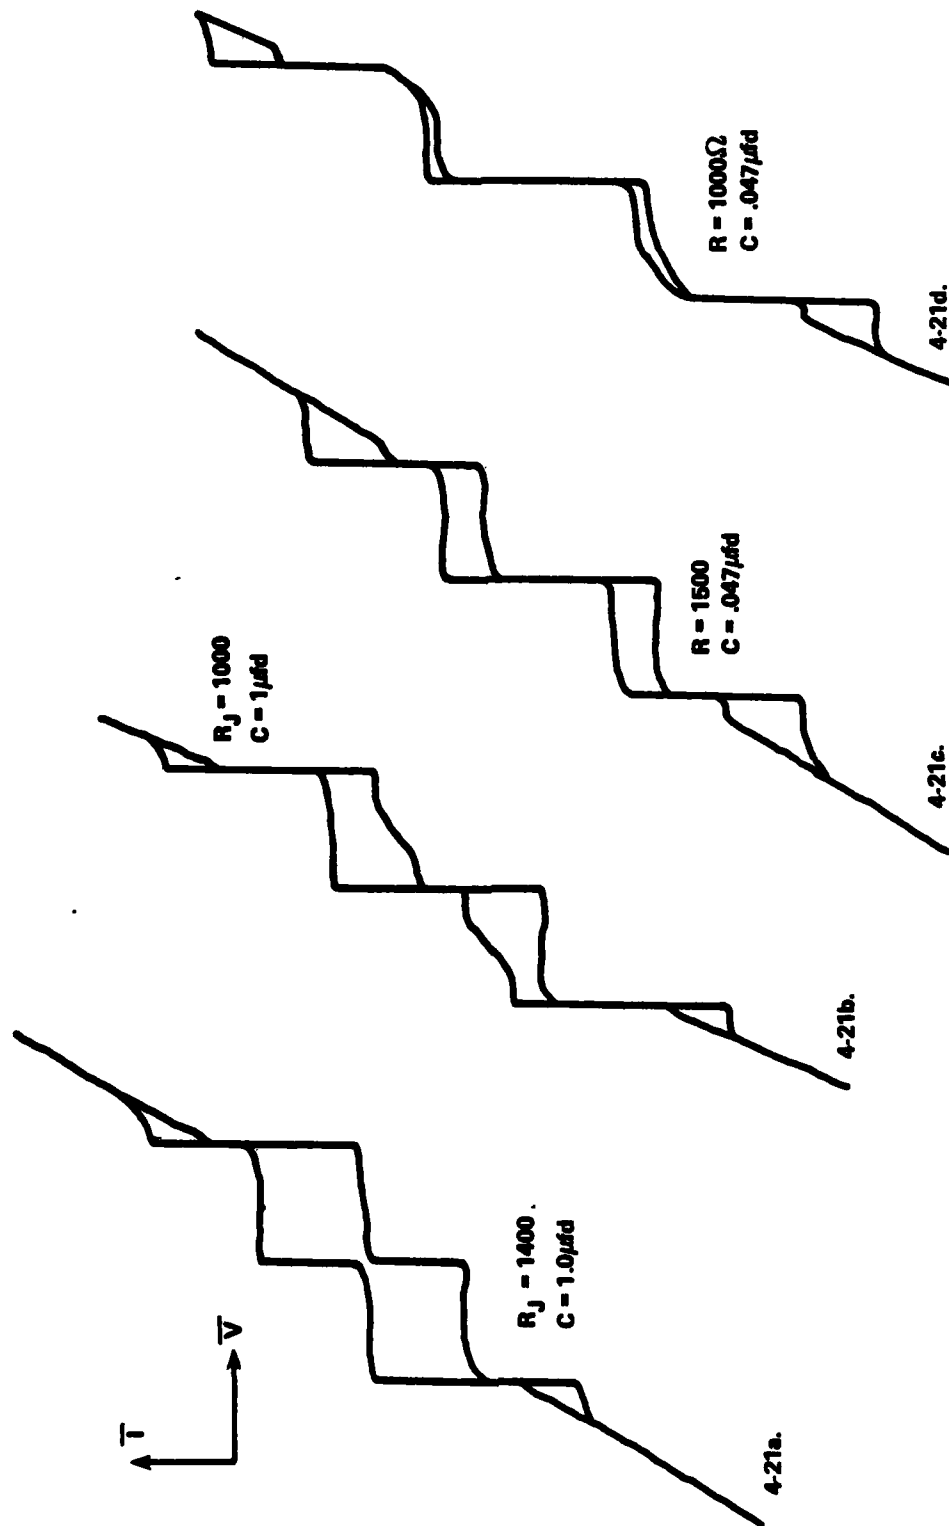 I̅
V̅
R_J = 1400.
C = 1.0μfd
4-21a.
R_J = 1000
C = 1μfd
4-21b.
R = 1500
C = .047μfd
4-21c.
R = 1000Ω
C = .047μfd
4-21d.